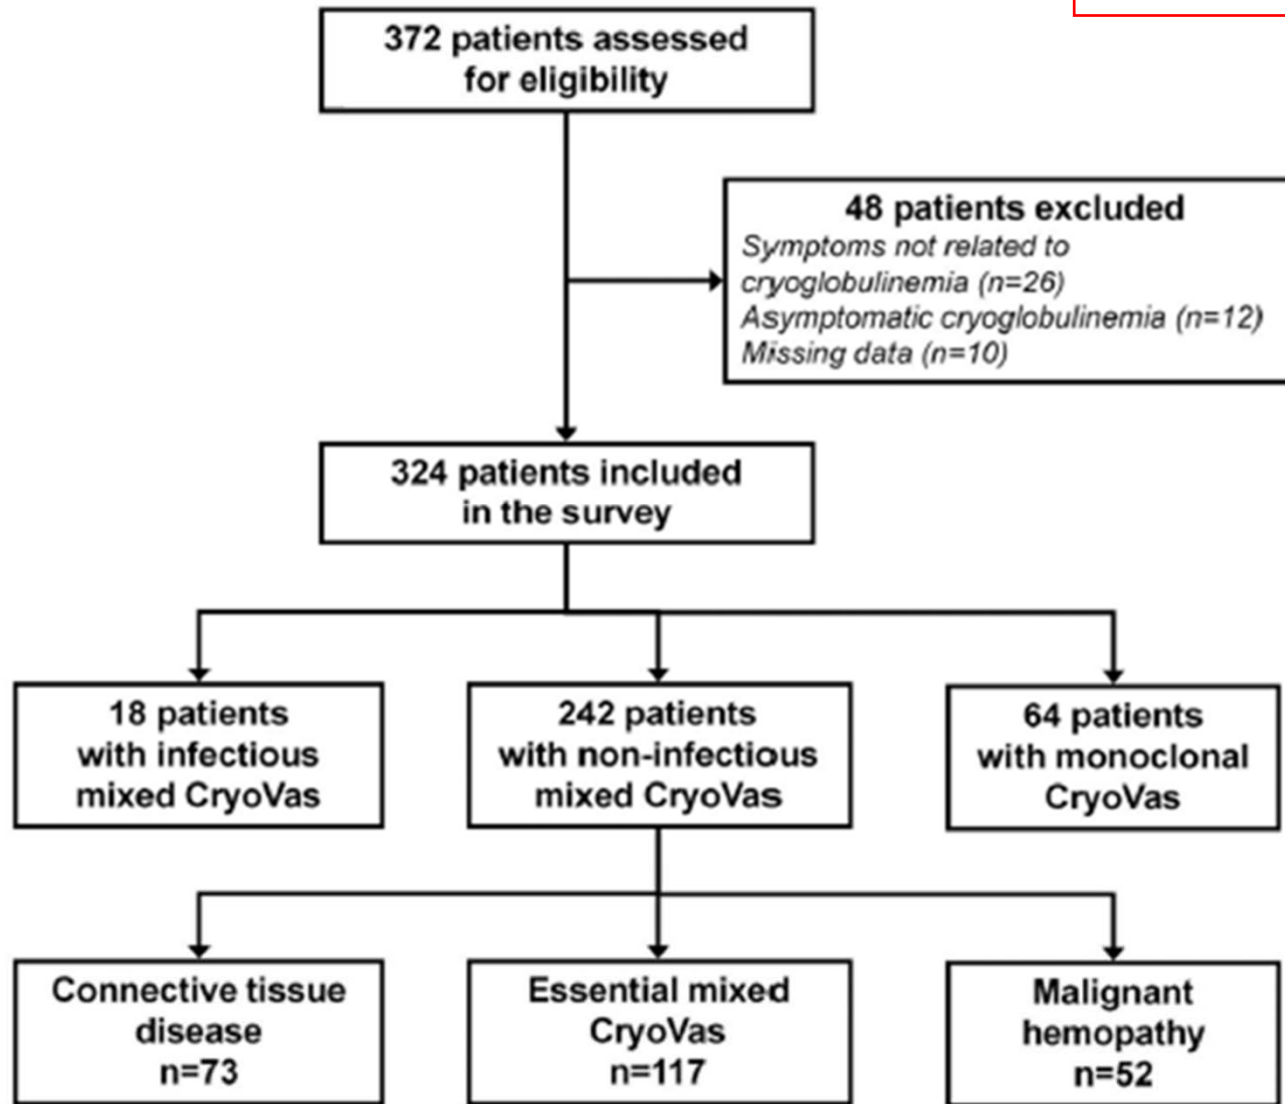 372 patients assessed
for eligibility
48 patients excluded
Symptoms not related to
cryoglobulinemia (n=26)
Asymptomatic cryoglobulinemia (n=12)
Missing data (n=10)
324 patients included
in the survey
18 patients
with infectious
mixed CryoVas
242 patients
with non-infectious
mixed CryoVas
64 patients
with monoclonal
CryoVas
Connective tissue
disease
n=73
Essential mixed
CryoVas
n=117
Malignant
hemopathy
n=52